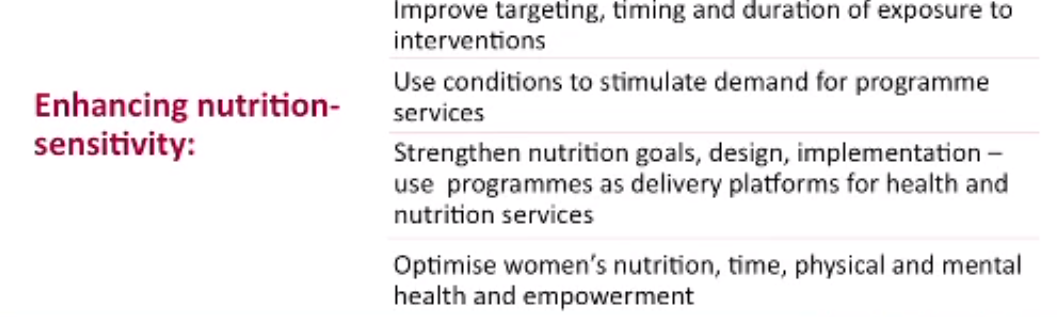 Enhancing nutrition-
sensitivity:
Improve targeting, timing and duration of exposure to
interventions
Use conditions to stimulate demand for programme
services
Strengthen nutrition goals, design, implementation –
use  programmes as delivery platforms for health and
nutrition services
Optimise women's nutrition, time, physical and mental
health and empowerment